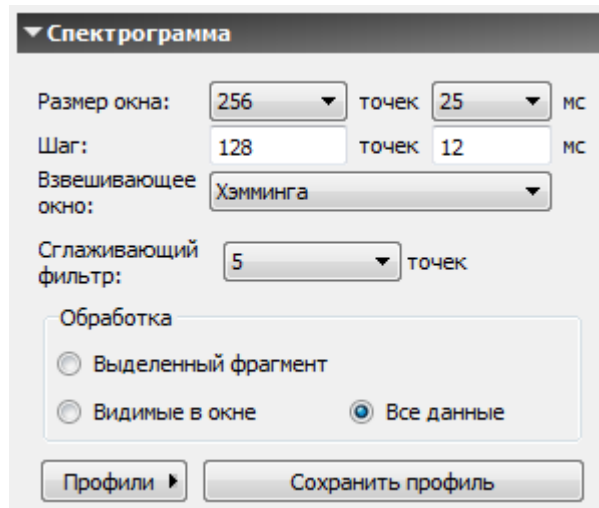 Спектрограмма
Размер окна: 256 точек 25 мс
Шаг: 128 точек 12 мс
Взвешивающее
окно: Хэмминга
Сглаживающий
фильтр: 5 точек
Обработка
Выделенный фрагмент
Видимые в окне Все данные
Профили Сохранить профиль